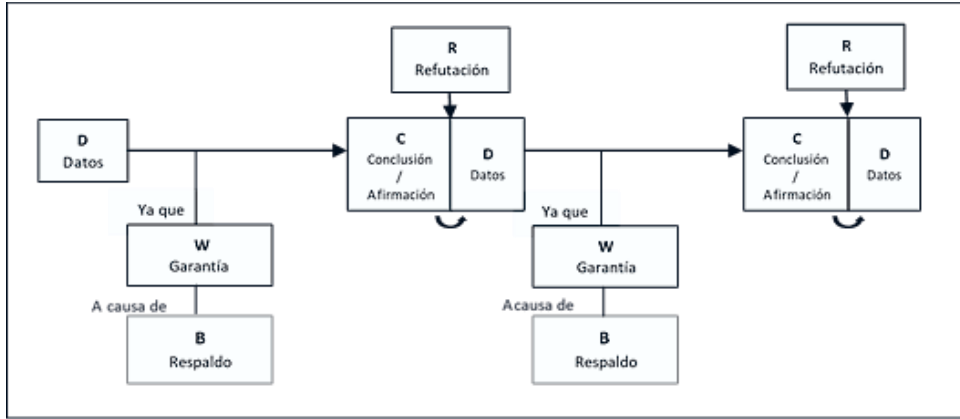 R
Refutación
R
Refutación
D
Datos
C
Conclusión
/
Afirmación
D
Datos
C
Conclusión
/
Afirmación
D
Datos
Ya que
Ya que
W
Garantía
W
Garantía
A causa de
Acausa de
B
Respaldo
B
Respaldo